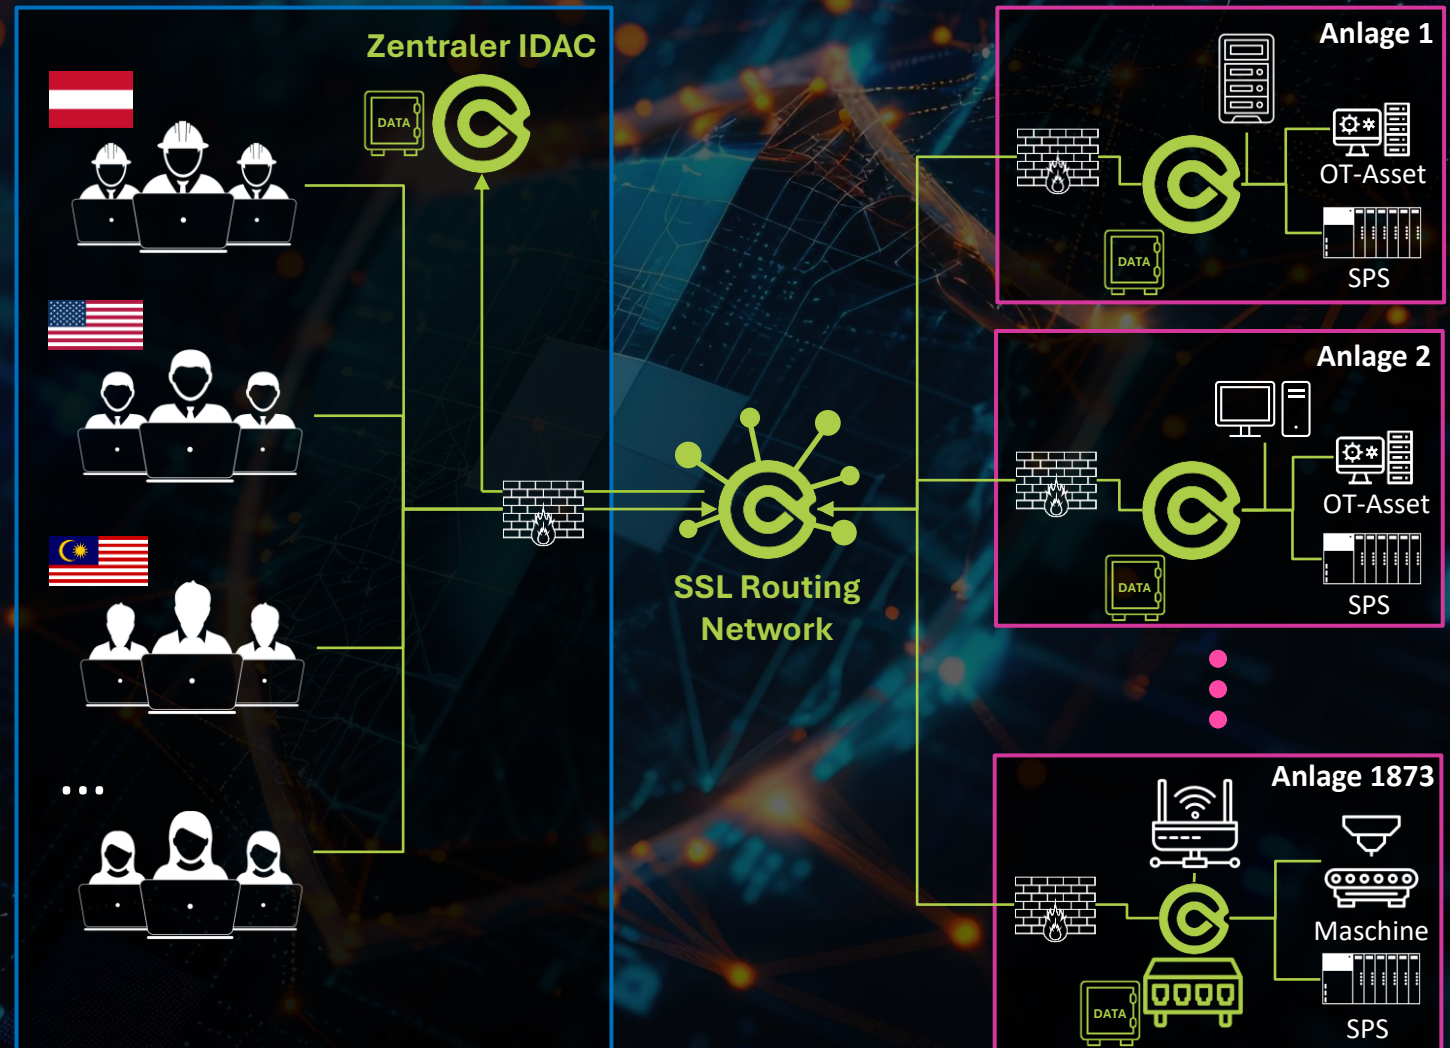 Zentraler IDAC
DATA
...
SSL Routing
Network
Anlage 1
OT-Asset
DATA
SPS
Anlage 2
OT-Asset
DATA
SPS
Anlage 1873
Maschine
DATA
SPS